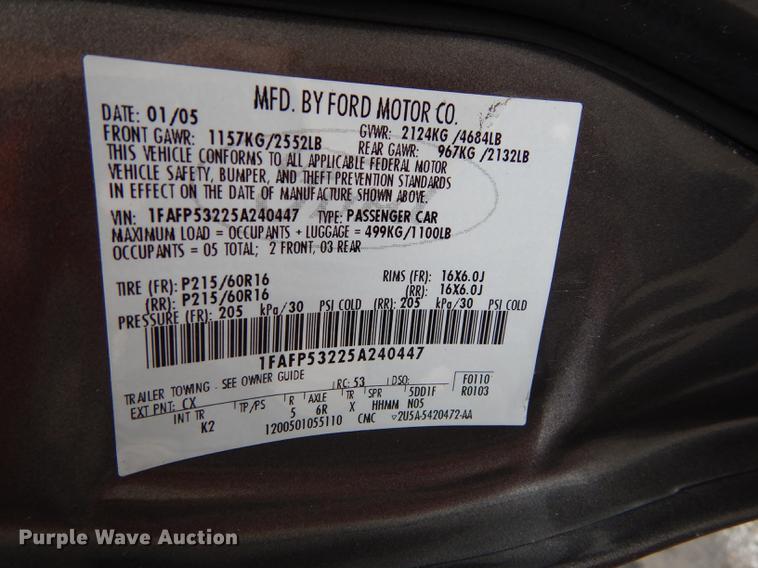 MFD. BY FORD MOTOR CO.
DATE: 01/05 GVWR: 2124KG /4684LB
FRONT GAWR: 1157KG/2552LB REAR GAWR: 967KG /2132LB
THIS VEHICLE CONFORMS TO ALL APPLICABLE FEDERAL MOTOR
VEHICLE SAFETY, BUMPER, AND THEFT PREVENTION STANDARDS
IN EFFECT ON THE DATE OF MANUFACTURE SHOWN ABOVE.
VIN: 1FAFP53225A240447 TYPE: PASSENGER CAR
MAXIMUM LOAD = OCCUPANTS + LUGGAGE = 499KG/1100LB
OCCUPANTS = 05 TOTAL; 2 FRONT, 03 REAR
TIRE (FR): P215/60R16 RIMS (FR): 16X6.0J
(RR): P215/60R16 (RR): 16X6.0J
PRESSURE (FR): 205 kPa/30 PSI COLD (RR): 205 kPa/30 PSI COLD
1FAFP53225A240447
TRAILER TOWING - SEE OWNER GUIDE RC: 53 DSO: F0110
EXT PNT: CX 5DD1F R0103
INT TR TP/PS R AXLE TR SPR
K2 5 6R X HHMM N05
1200501055110 CMC 2U5A-5420472-AA
Purple Wave Auction